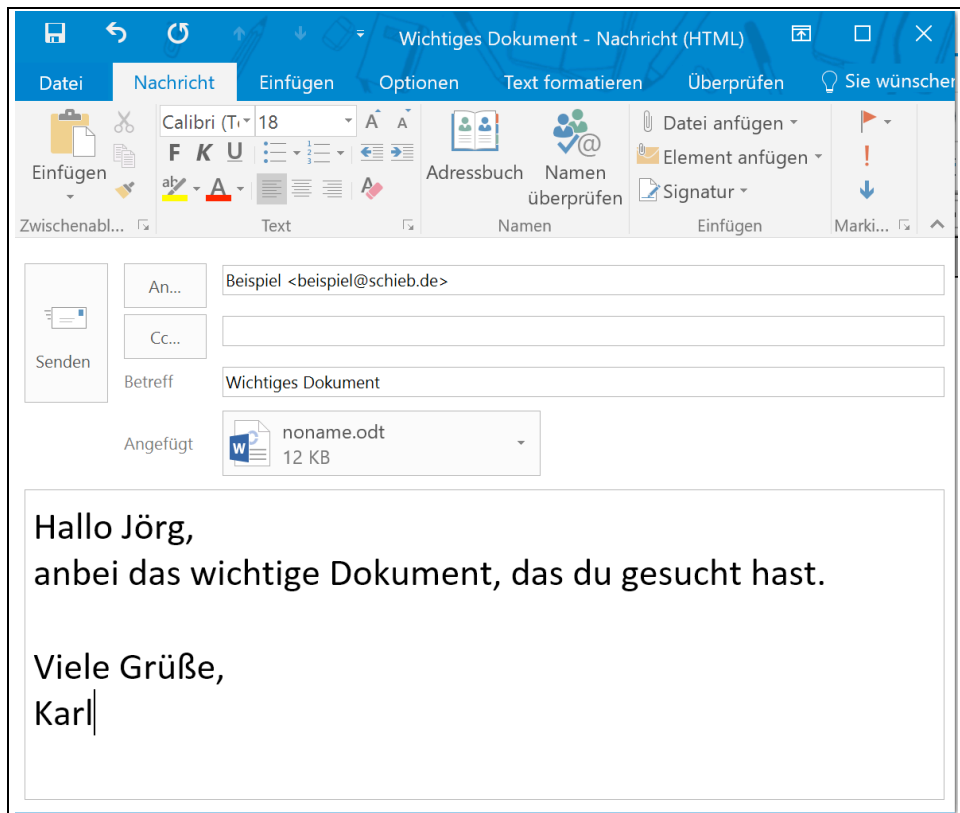 Wichtiges Dokument - Nachricht (HTML)
Datei Nachricht Einfügen Optionen Text formatieren Überprüfen Sie wünschen
Calibri (T 18 A A
F K U
ab A
Einfügen
Adressbuch
Namen
überprüfen
Datei anfügen
Element anfügen
Signatur
Zwischenabl... Text Namen Einfügen Marki...
Senden
An... Beispiel <beispiel@schieb.de>
Cc...
Betreff Wichtiges Dokument
Angefügt noname.odt
12 KB
Hallo Jörg,
anbei das wichtige Dokument, das du gesucht hast.
Viele Grüße,
Karl